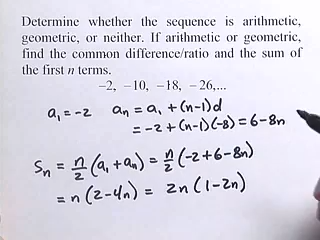 Determine whether the sequence is arithmetic,
geometric, or neither. If arithmetic or geometric,
find the common difference/ratio and the sum of
the first n terms.
−2, −10, −18, −26,...
a₁ = -2   aₙ = a₁ + (n-1)d
= -2 + (n-1)(-8) = 6-8n
Sₙ = n/2 (a₁ + aₙ) = n/2 (-2+6-8n)
= n(2-4n) = 2n(1-2n)